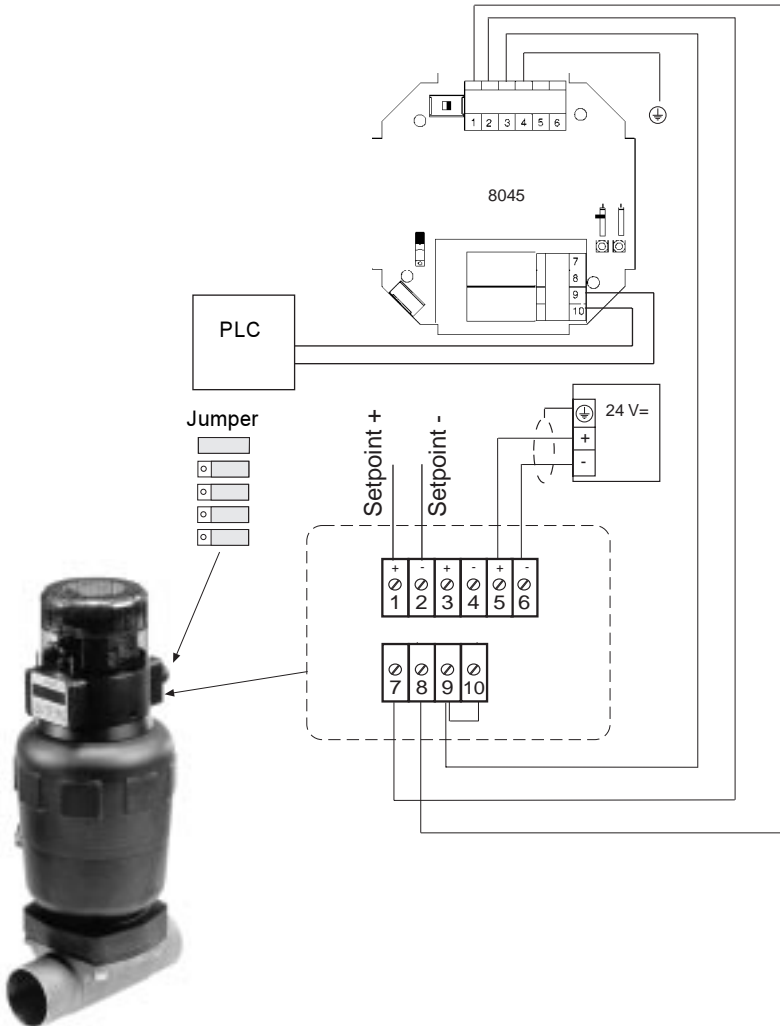 1 2 3 4 5 6
8045
7
8
9
10
PLC
24 V=
+
-
Jumper
Setpoint +
Setpoint -
+ - + - + -
1 2 3 4 5 6
7 8 9 10